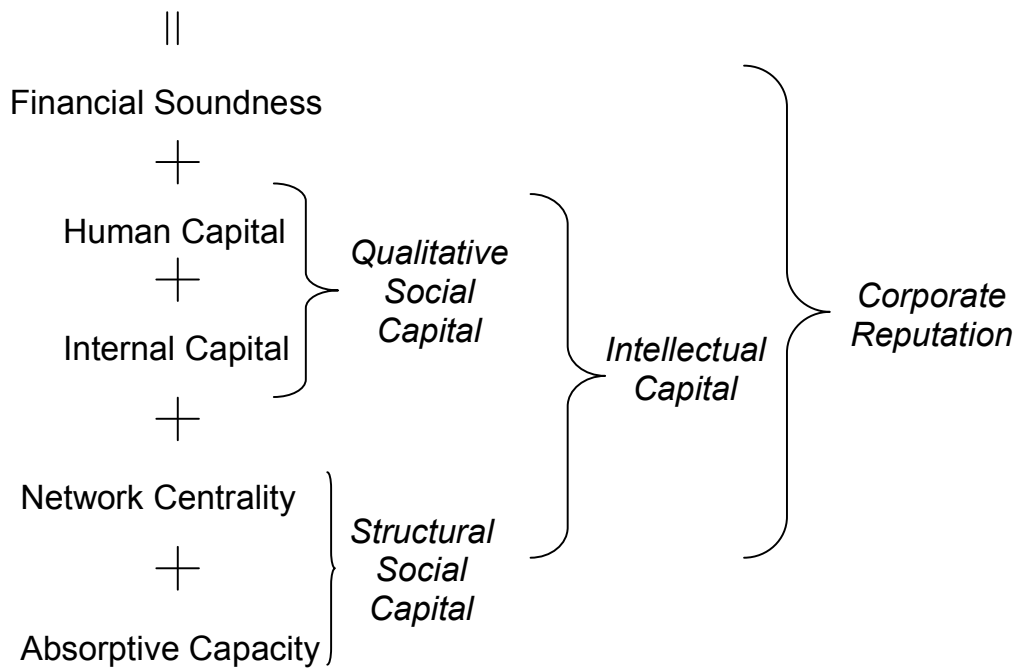 ||
Financial Soundness
+
Human Capital
+
Internal Capital
+
Network Centrality
+
Absorptive Capacity
Qualitative
Social
Capital
Structural
Social
Capital
Intellectual
Capital
Corporate
Reputation